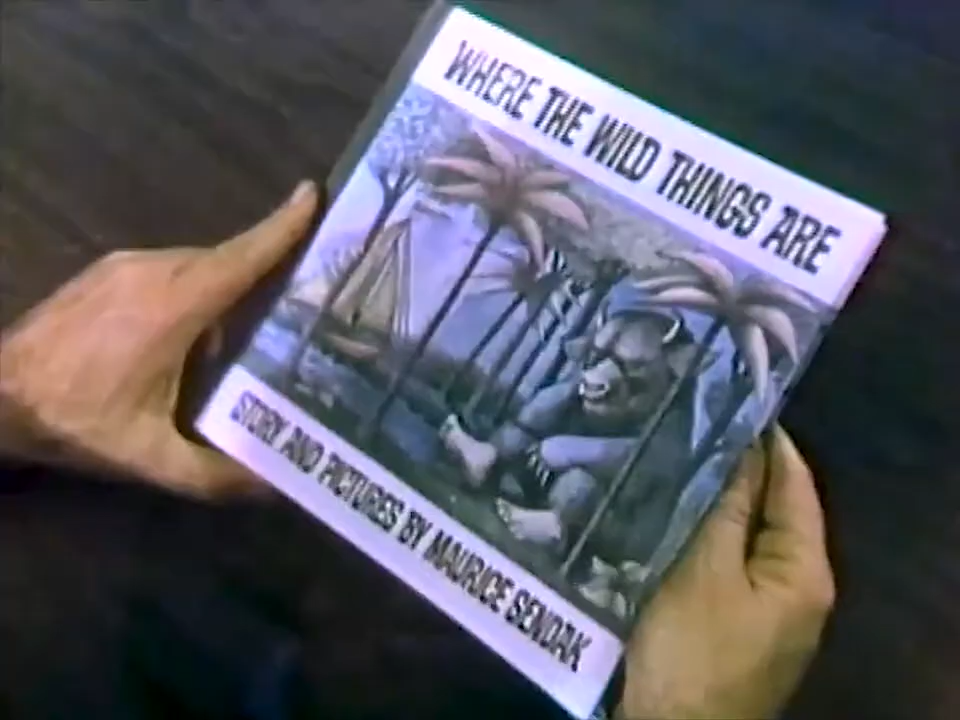 WHERE THE WILD THINGS ARE
STORY AND PICTURES BY MAURICE SENDAK